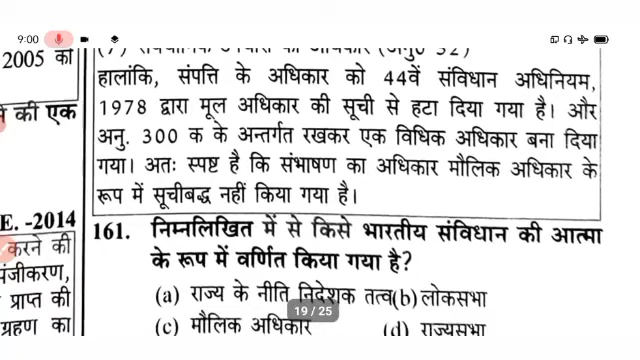 9:00
2005 का
की एक
E. -2014
करने की
पंजीकरण,
प्राप्त की
ग्रहण का
हालांकि, संपत्ति के अधिकार को 44वें संविधान अधिनियम,
1978 द्वारा मूल अधिकार की सूची से हटा दिया गया है। और
अनु. 300 क के अन्तर्गत रखकर एक विधिक अधिकार बना दिया
गया। अतः स्पष्ट है कि संभाषण का अधिकार मौलिक अधिकार के
रूप में सूचीबद्ध नहीं किया गया है।
161. निम्नलिखित में से किसे भारतीय संविधान की आत्मा
के रूप में वर्णित किया गया है?
(a) राज्य के नीति निदेशक तत्व(b) लोकसभा
19 / 25
(c) मौलिक अधिकार (d) राज्यसभा